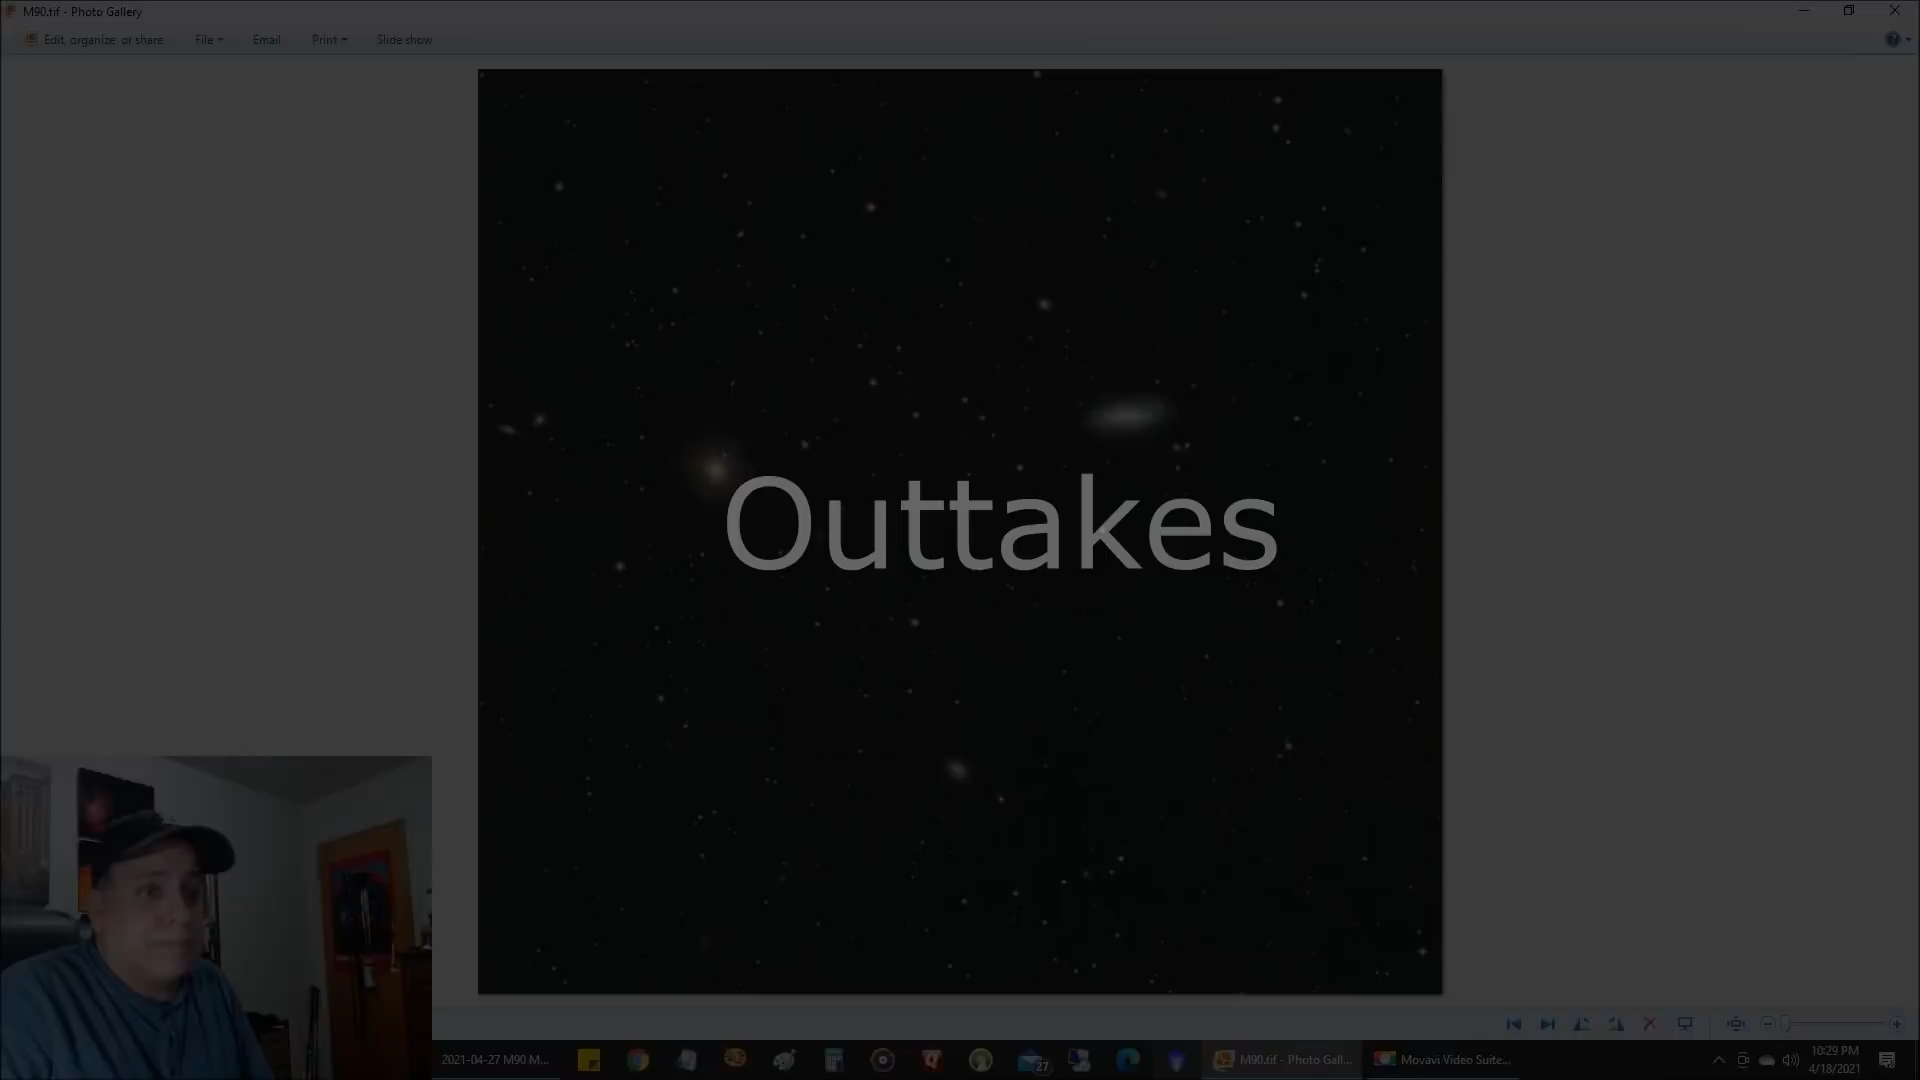 M90.tif - Photo Gallery
Edit, organize, or share File Email Print Slide show
Outtakes
2021-04-27 M90 M... 27 M90.tif - Photo Gall... Movavi Video Suite... 10:29 PM
4/18/2021